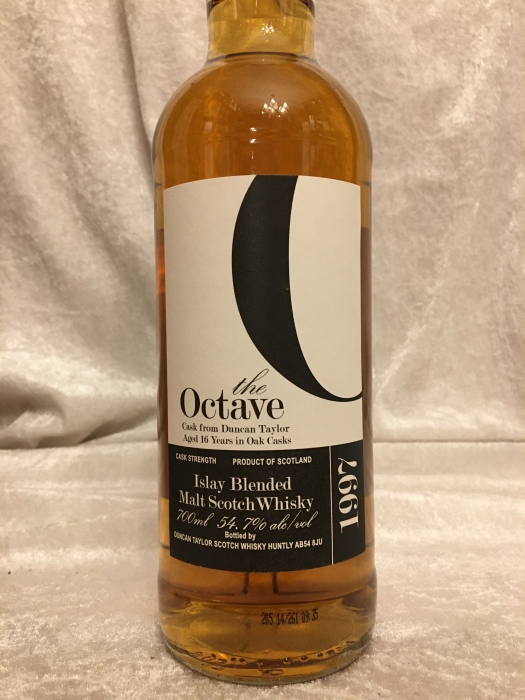 the
Octave
Cask from Duncan Taylor
Aged 16 Years in Oak Casks
CASK STRENGTH PRODUCT OF SCOTLAND
Islay Blended
Malt Scotch Whisky
700ml 54.7% alc/vol
Bottled by
DUNCAN TAYLOR SCOTCH WHISKY HUNTLY AB54 8JU
1997